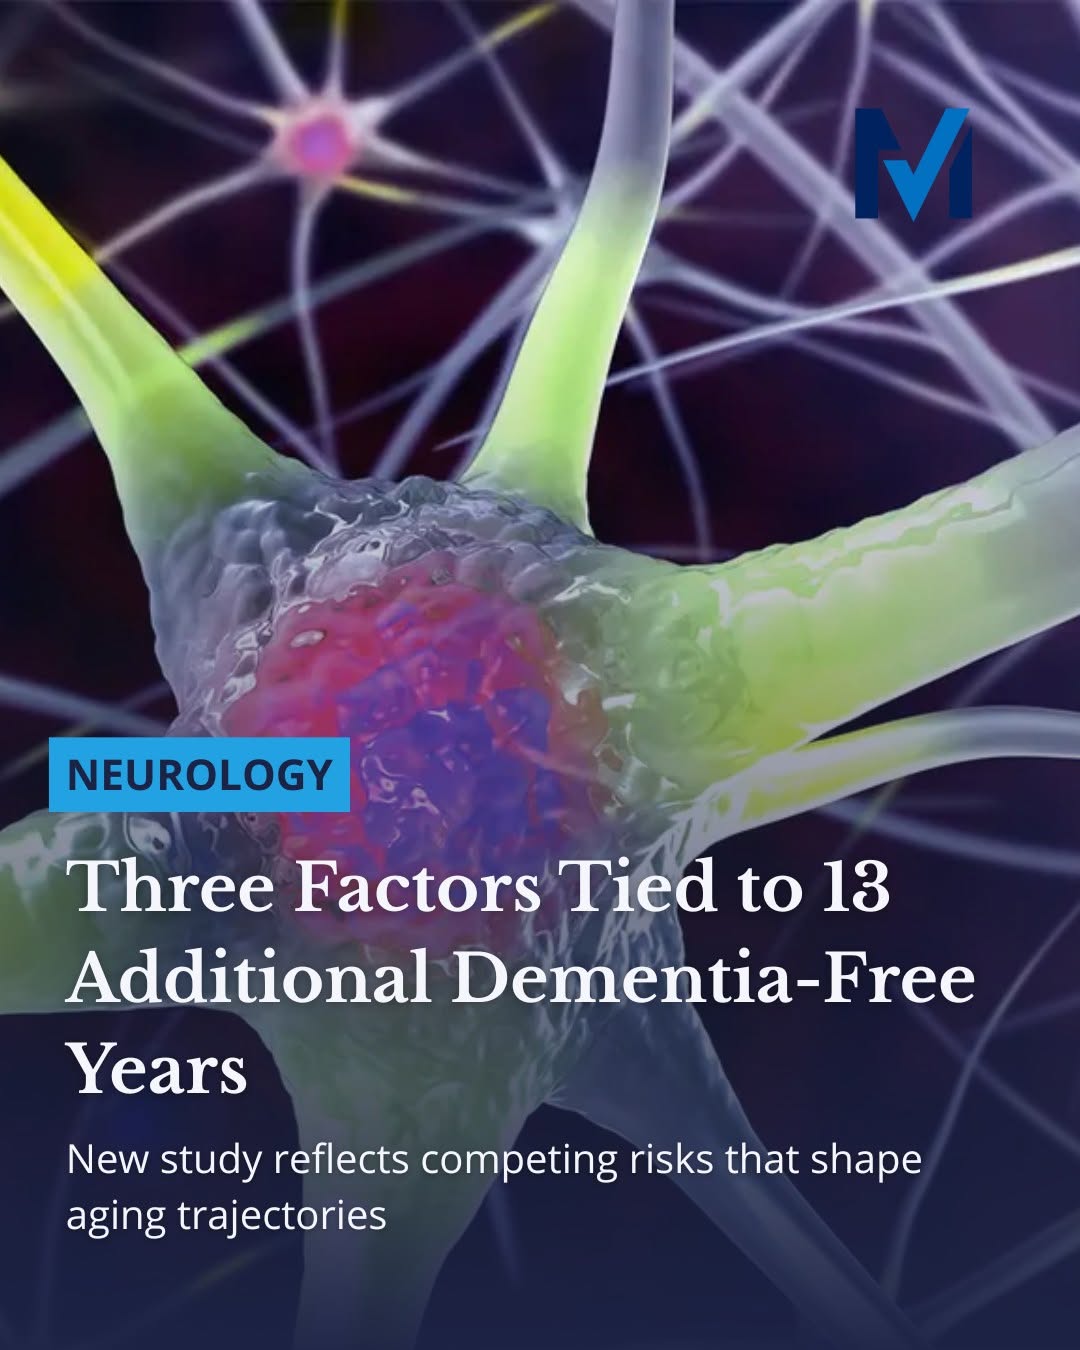 NEUROLOGY
Three Factors Tied to 13
Additional Dementia-Free
Years
New study reflects competing risks that shape
aging trajectories